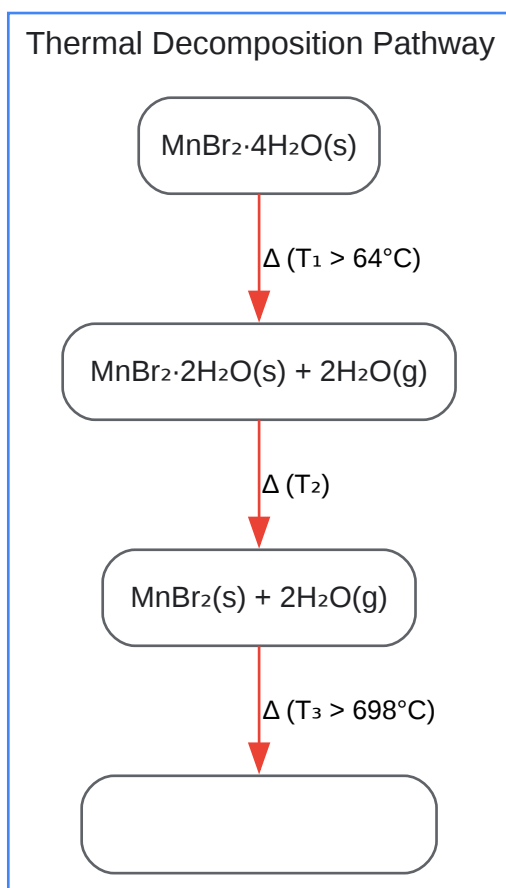 Thermal Decomposition Pathway
MnBr₂·4H₂O(s)
Δ (T₁ > 64°C)
MnBr₂·2H₂O(s) + 2H₂O(g)
Δ (T₂)
MnBr₂(s) + 2H₂O(g)
Δ (T₃ > 698°C)